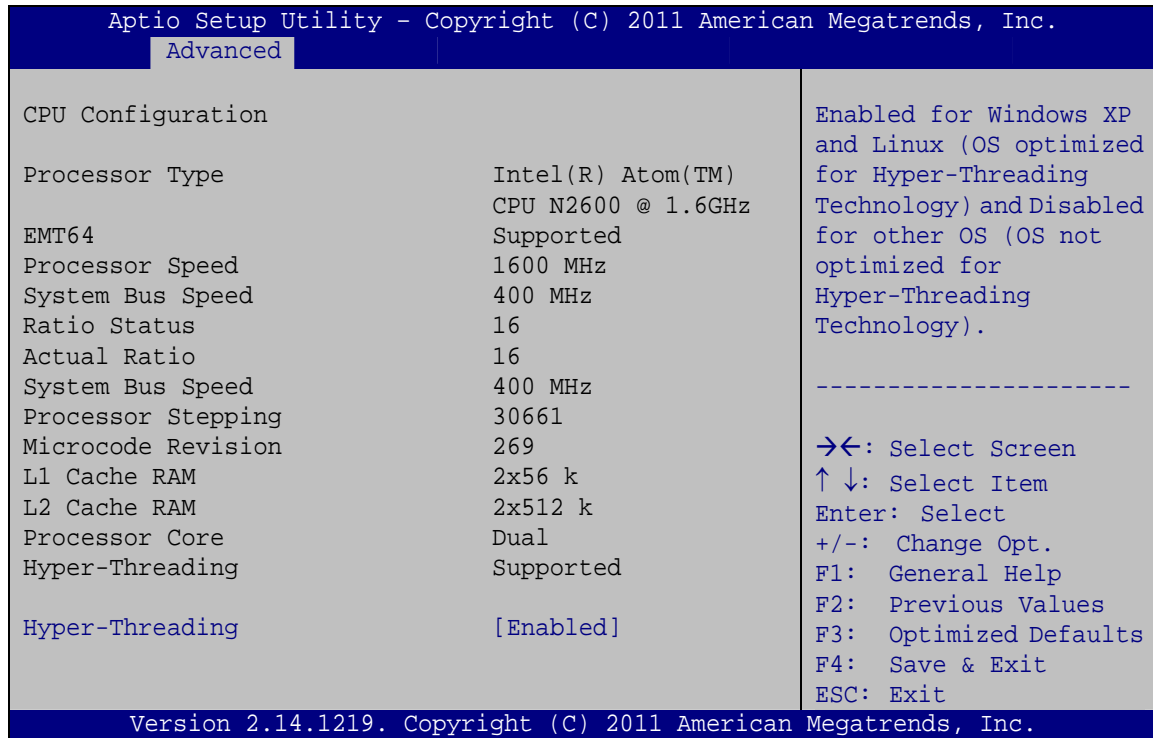 Aptio Setup Utility – Copyright (C) 2011 American Megatrends, Inc.
Advanced
CPU Configuration
Processor Type Intel(R) Atom(TM)
CPU N2600 @ 1.6GHz
EMT64 Supported
Processor Speed 1600 MHz
System Bus Speed 400 MHz
Ratio Status 16
Actual Ratio 16
System Bus Speed 400 MHz
Processor Stepping 30661
Microcode Revision 269
L1 Cache RAM 2x56 k
L2 Cache RAM 2x512 k
Processor Core Dual
Hyper-Threading Supported
Hyper-Threading [Enabled]
Enabled for Windows XP
and Linux (OS optimized
for Hyper-Threading
Technology) and Disabled
for other OS (OS not
optimized for
Hyper-Threading
Technology).
----------------------
→←: Select Screen
↑ ↓: Select Item
Enter: Select
+/-: Change Opt.
F1: General Help
F2: Previous Values
F3: Optimized Defaults
F4: Save & Exit
ESC: Exit
Version 2.14.1219. Copyright (C) 2011 American Megatrends, Inc.